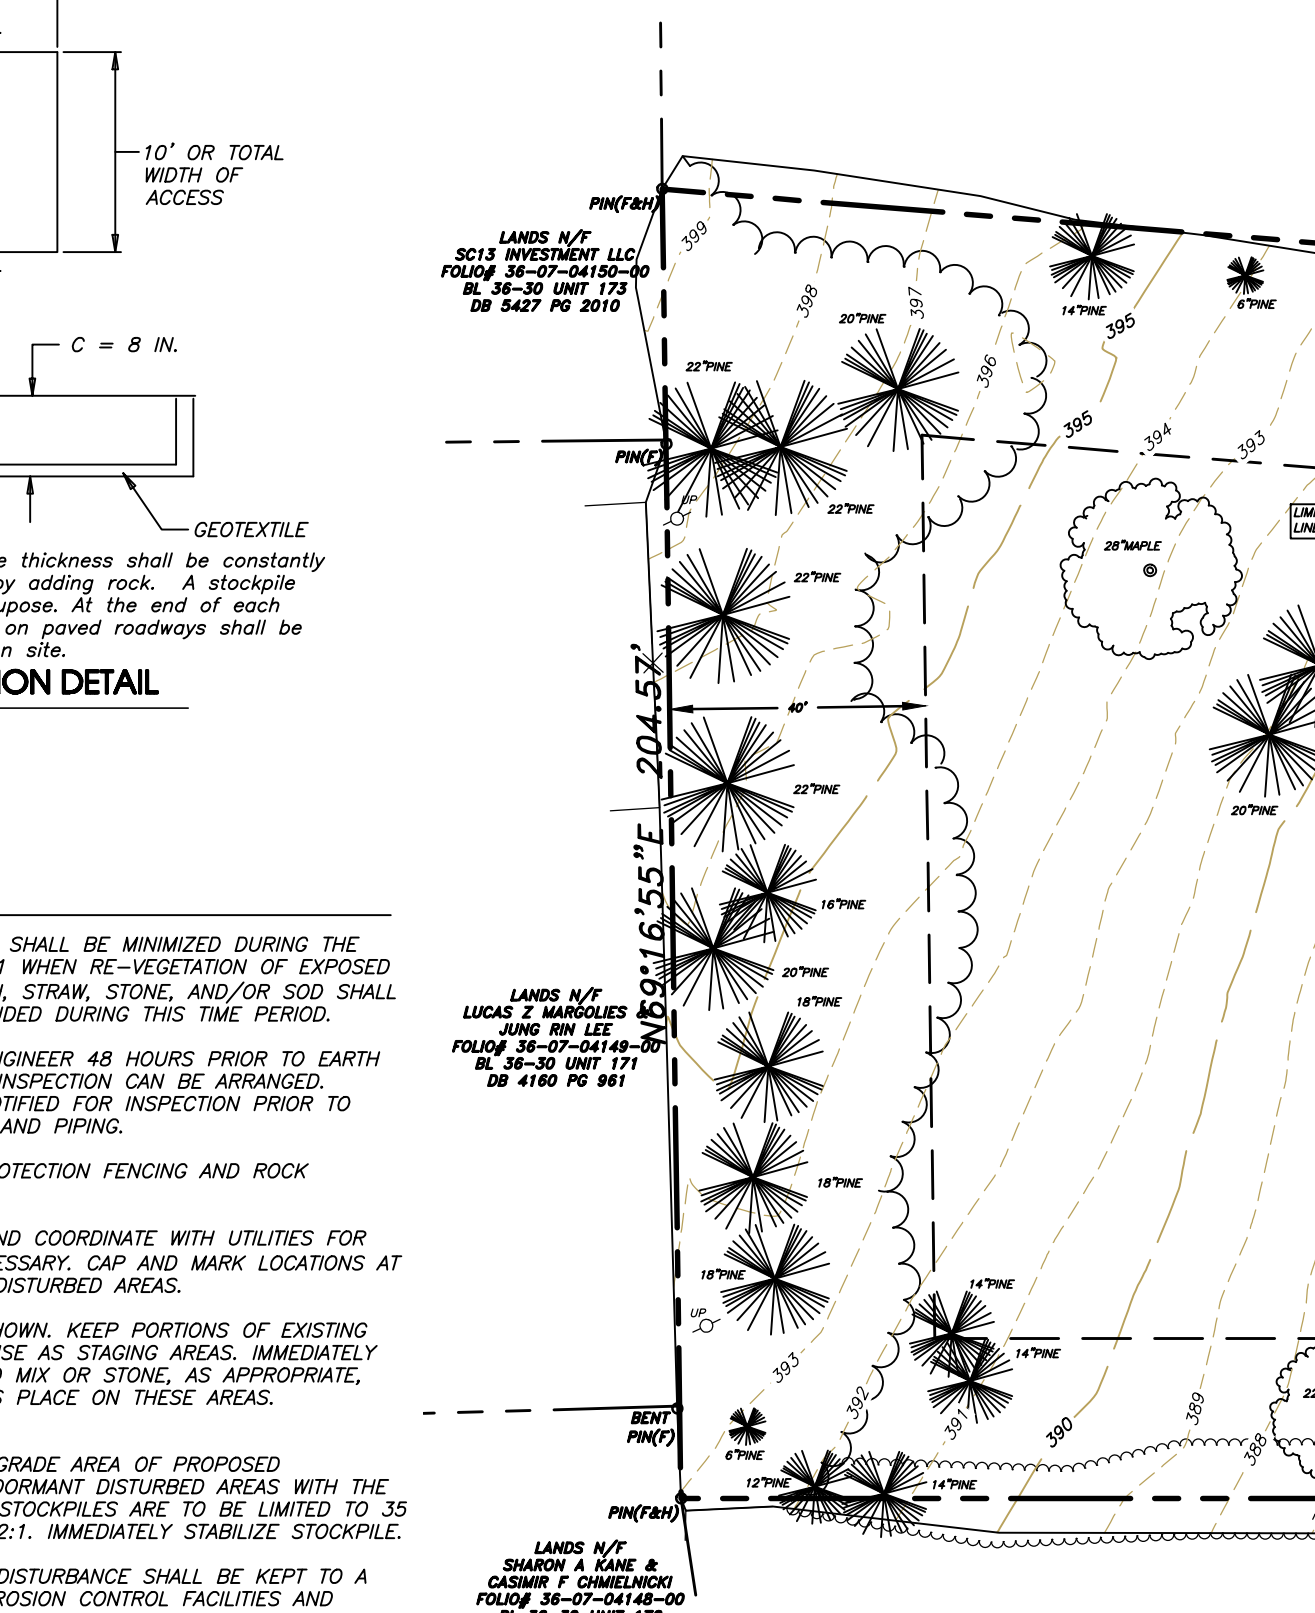 10' OR TOTAL
WIDTH OF
ACCESS
C = 8 IN.
GEOTEXTILE
e thickness shall be constantly
by adding rock. A stockpile
upose. At the end of each
on paved roadways shall be
n site.
ION DETAIL
SHALL BE MINIMIZED DURING THE
1 WHEN RE-VEGETATION OF EXPOSED
, STRAW, STONE, AND/OR SOD SHALL
NDED DURING THIS TIME PERIOD.
NGINEER 48 HOURS PRIOR TO EARTH
INSPECTION CAN BE ARRANGED.
OTIFIED FOR INSPECTION PRIOR TO
AND PIPING.
OTECTION FENCING AND ROCK
ND COORDINATE WITH UTILITIES FOR
ESSARY. CAP AND MARK LOCATIONS AT
DISTURBED AREAS.
HOWN. KEEP PORTIONS OF EXISTING
SE AS STAGING AREAS. IMMEDIATELY
D MIX OR STONE, AS APPROPRIATE,
S PLACE ON THESE AREAS.
GRADE AREA OF PROPOSED
DORMANT DISTURBED AREAS WITH THE
STOCKPILES ARE TO BE LIMITED TO 35
2:1. IMMEDIATELY STABILIZE STOCKPILE.
DISTURBANCE SHALL BE KEPT TO A
ROSION CONTROL FACILITIES AND
PIN(F&H)
LANDS N/F
SC13 INVESTMENT LLC
FOLIO# 36-07-04150-00
BL 36-30 UNIT 173
DB 5427 PG 2010
399
398
397
396
395
395
394
393
14"PINE
6"PINE
20"PINE
22"PINE
PIN(F)
UP
22"PINE
28"MAPLE
LIMI
LINE
22"PINE
40'
N69°16'55"E 204.57'
22"PINE
20"PINE
16"PINE
20"PINE
18"PINE
LANDS N/F
LUCAS Z MARGOLIES &
JUNG RIN LEE
FOLIO# 36-07-04149-00
BL 36-30 UNIT 171
DB 4160 PG 961
18"PINE
18"PINE
14"PINE
UP
14"PINE
393
392
391
390
389
388
22
BENT
PIN(F)
6"PINE
12"PINE
14"PINE
PIN(F&H)
LANDS N/F
SHARON A KANE &
CASIMIR F CHMIELNICKI
FOLIO# 36-07-04148-00